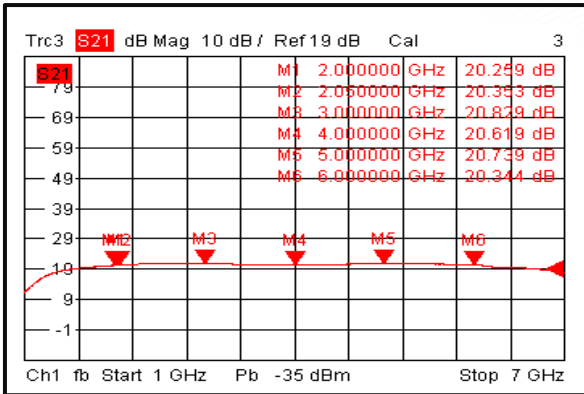 Trc3 S21 dB Mag 10 dB / Ref 19 dB Cal 3
S21
M1 2.000000 GHz 20.259 dB
79
M2 2.050000 GHz 20.353 dB
M3 3.000000 GHz 20.829 dB
69
M4 4.000000 GHz 20.619 dB
59
M5 5.000000 GHz 20.739 dB
49
M6 6.000000 GHz 20.344 dB
39
29
M1 M2 M3 M4 M5 M6
19
9
-1
Ch1 fb Start 1 GHz Pb -35 dBm Stop 7 GHz